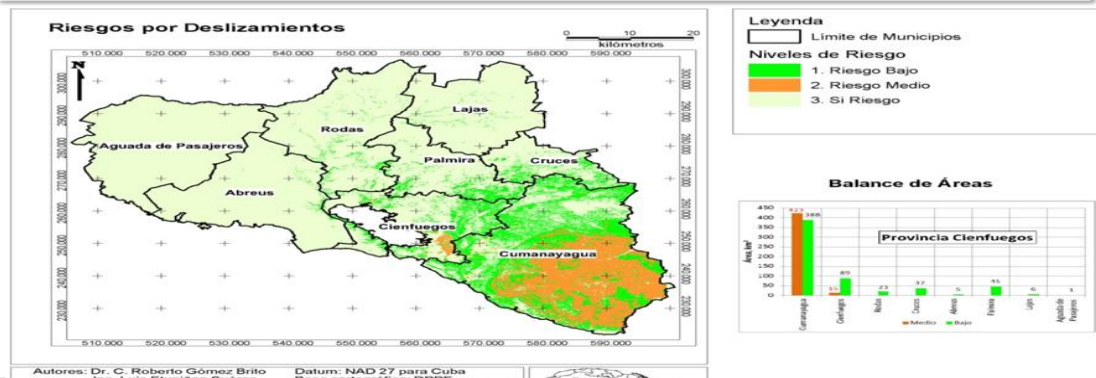 Riesgos por Deslizamientos
0 10 20
kilómetros
510.000 520.000 530.000 540.000 550.000 560.000 570.000 580.000 590.000
N
Lajas
Rodas
Aguada de Pasajeros
Palmira
Cruces
Abreus
Cienfuegos
Cumanayagua
510.000 520.000 530.000 540.000 550.000 560.000 570.000 580.000 590.000
Autores: Dr. C. Roberto Gómez Brito
Datum: NAD 27 para Cuba
Leyenda
Límite de Municipios
Niveles de Riesgo
1. Riesgo Bajo
2. Riesgo Medio
3. Si Riesgo
Balance de Áreas
Provincia Cienfuegos
Área, km²
450
400
350
300
250
200
150
100
50
0
423 388
15 89
23
37
5
45
6
1
Cumanayagua
Cienfuegos
Rodas
Cruces
Abreus
Palmira
Lajas
Aguada de
Pasajeros
Medio Bajo